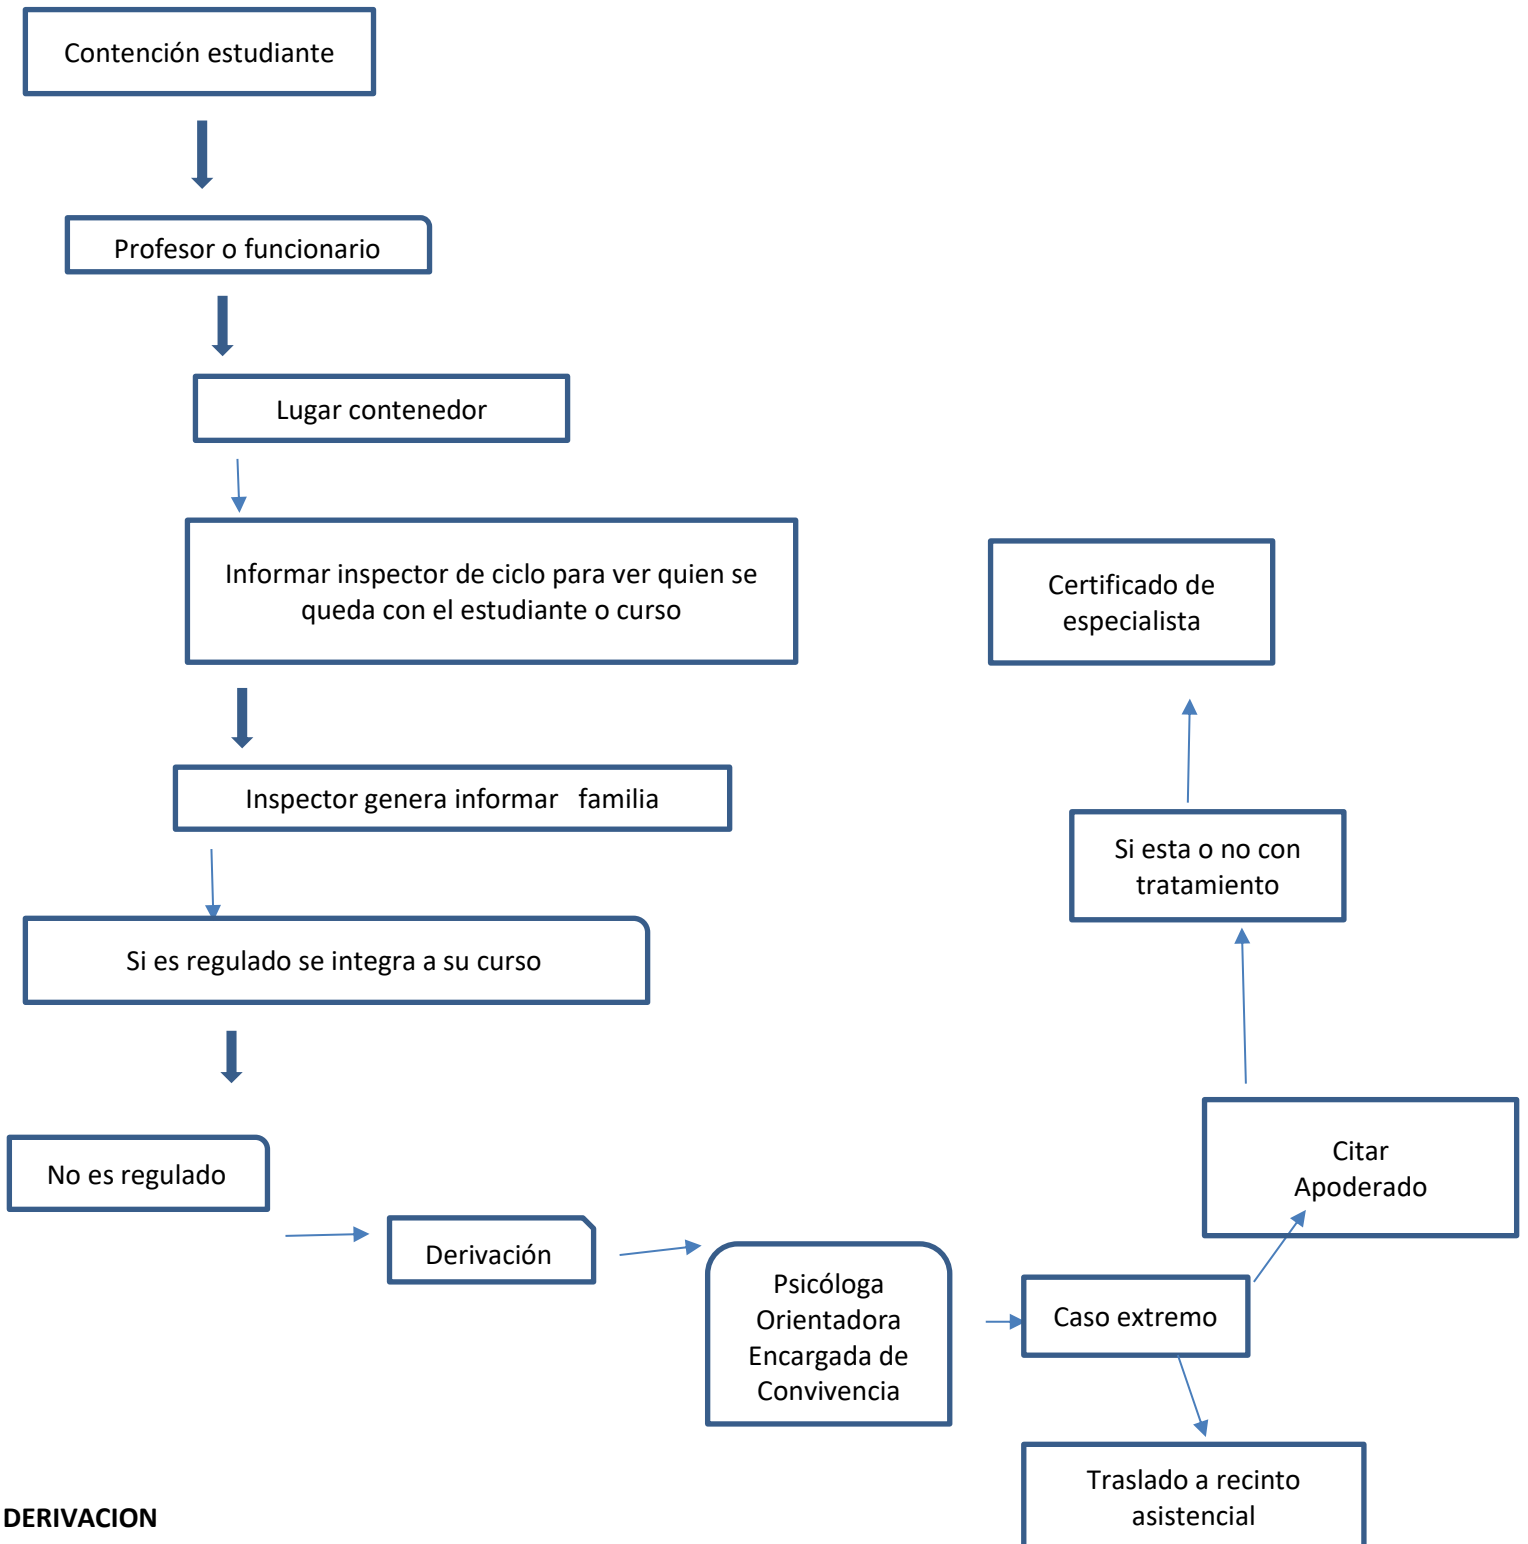 Contención estudiante
Profesor o funcionario
Lugar contenedor
Informar inspector de ciclo para ver quien se
queda con el estudiante o curso
Inspector genera informar   familia
Si es regulado se integra a su curso
No es regulado
Derivación
Psicóloga
Orientadora
Encargada de
Convivencia
Caso extremo
Citar
Apoderado
Si esta o no con
tratamiento
Certificado de
especialista
Traslado a recinto
asistencial
DERIVACION